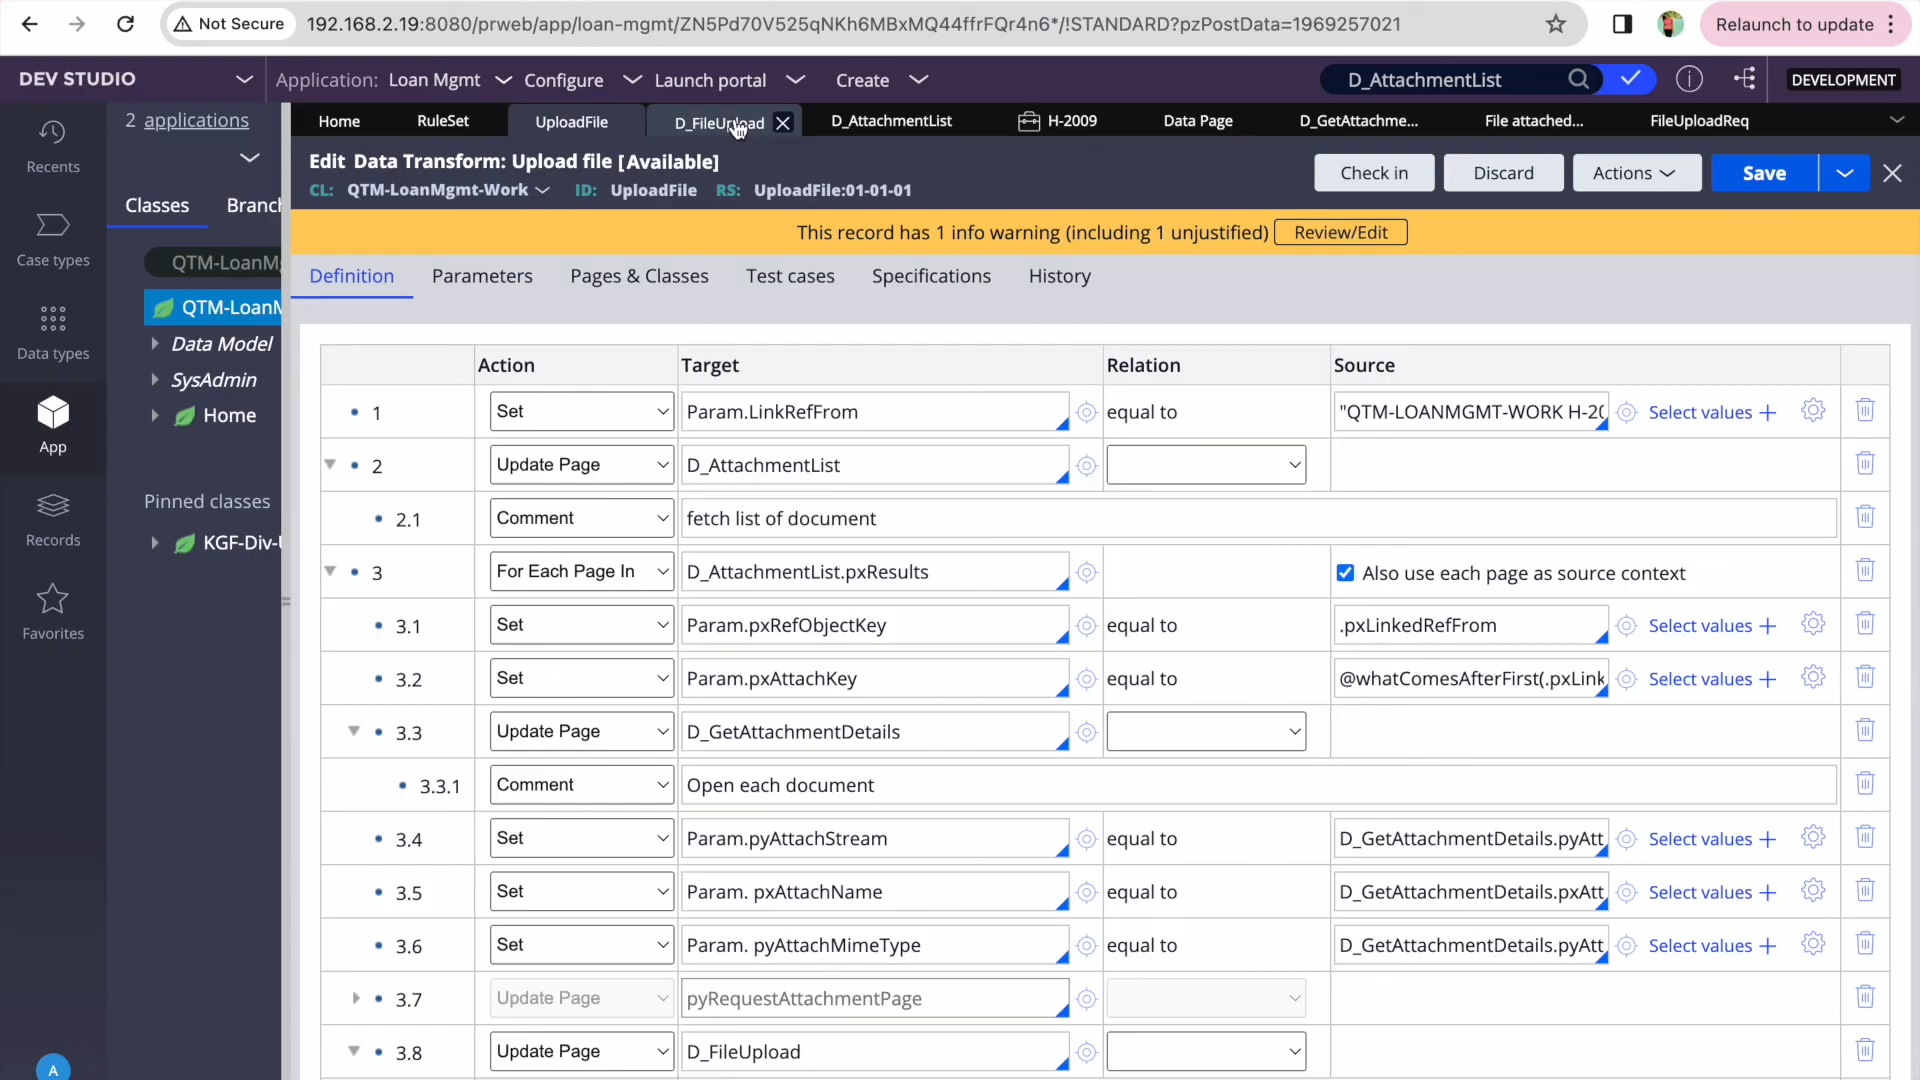 Not Secure 192.168.2.19:8080/prweb/app/loan-mgmt/ZN5Pd70V525qNKh6MBxMQ44ffrFQr4n6*/!STANDARD?pzPostData=1969257021 Relaunch to update
DEV STUDIO Application: Loan Mgmt Configure Launch portal Create D_AttachmentList DEVELOPMENT
Recents
Case types
Data types
App
Records
Favorites
A
2 applications
Classes Branch
QTM-LoanMg
QTM-LoanM
Data Model
SysAdmin
Home
Pinned classes
KGF-Div-U
Home RuleSet UploadFile D_FileUpload D_AttachmentList H-2009 Data Page D_GetAttachme... File attached... FileUploadReq
Edit Data Transform: Upload file [Available]
CL: QTM-LoanMgmt-Work ID: UploadFile RS: UploadFile:01-01-01
Check in Discard Actions Save
This record has 1 info warning (including 1 unjustified) Review/Edit
Definition Parameters Pages & Classes Test cases Specifications History
Action Target Relation Source
1 Set Param.LinkRefFrom equal to "QTM-LOANMGMT-WORK H-20 Select values
2 Update Page D_AttachmentList
2.1 Comment fetch list of document
3 For Each Page In D_AttachmentList.pxResults Also use each page as source context
3.1 Set Param.pxRefObjectKey equal to .pxLinkedRefFrom Select values
3.2 Set Param.pxAttachKey equal to @whatComesAfterFirst(.pxLink Select values
3.3 Update Page D_GetAttachmentDetails
3.3.1 Comment Open each document
3.4 Set Param.pyAttachStream equal to D_GetAttachmentDetails.pyAtt Select values
3.5 Set Param. pxAttachName equal to D_GetAttachmentDetails.pxAtt Select values
3.6 Set Param. pyAttachMimeType equal to D_GetAttachmentDetails.pyAtt Select values
3.7 Update Page pyRequestAttachmentPage
3.8 Update Page D_FileUpload